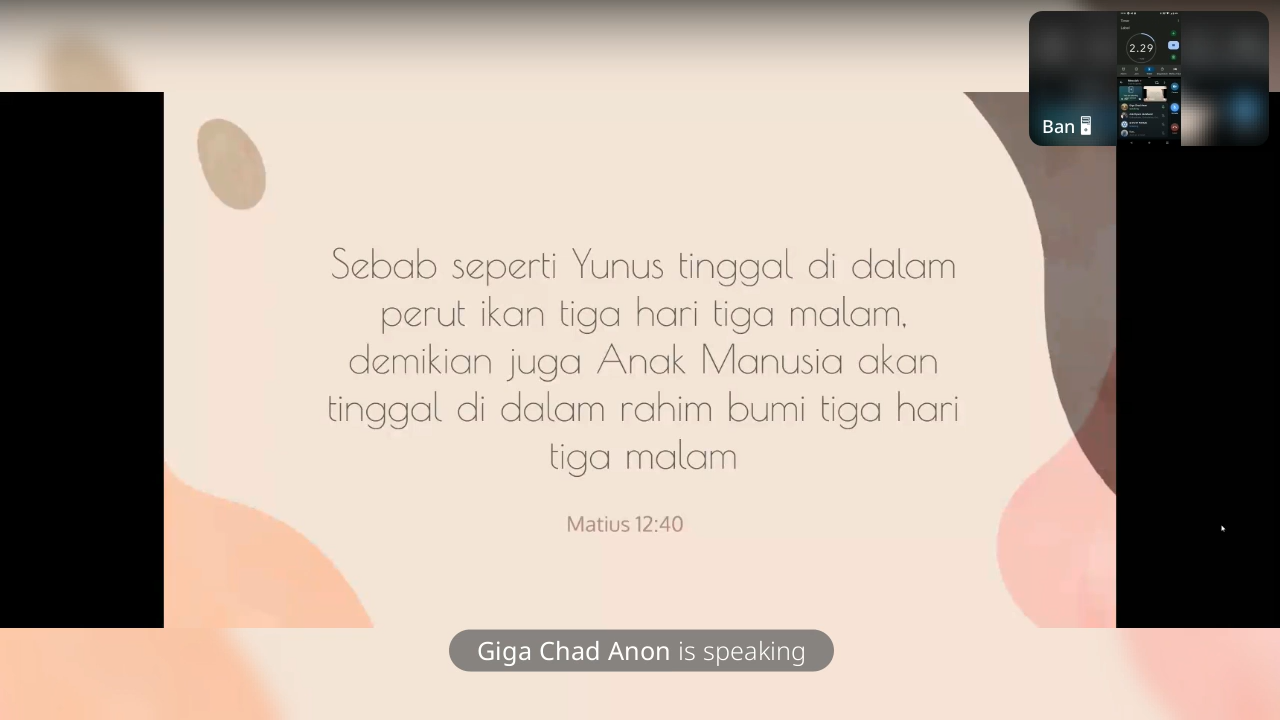 2.29
Ban
Sebab seperti Yunus tinggal di dalam
perut ikan tiga hari tiga malam,
demikian juga Anak Manusia akan
tinggal di dalam rahim bumi tiga hari
tiga malam
Matius 12:40
Giga Chad Anon is speaking